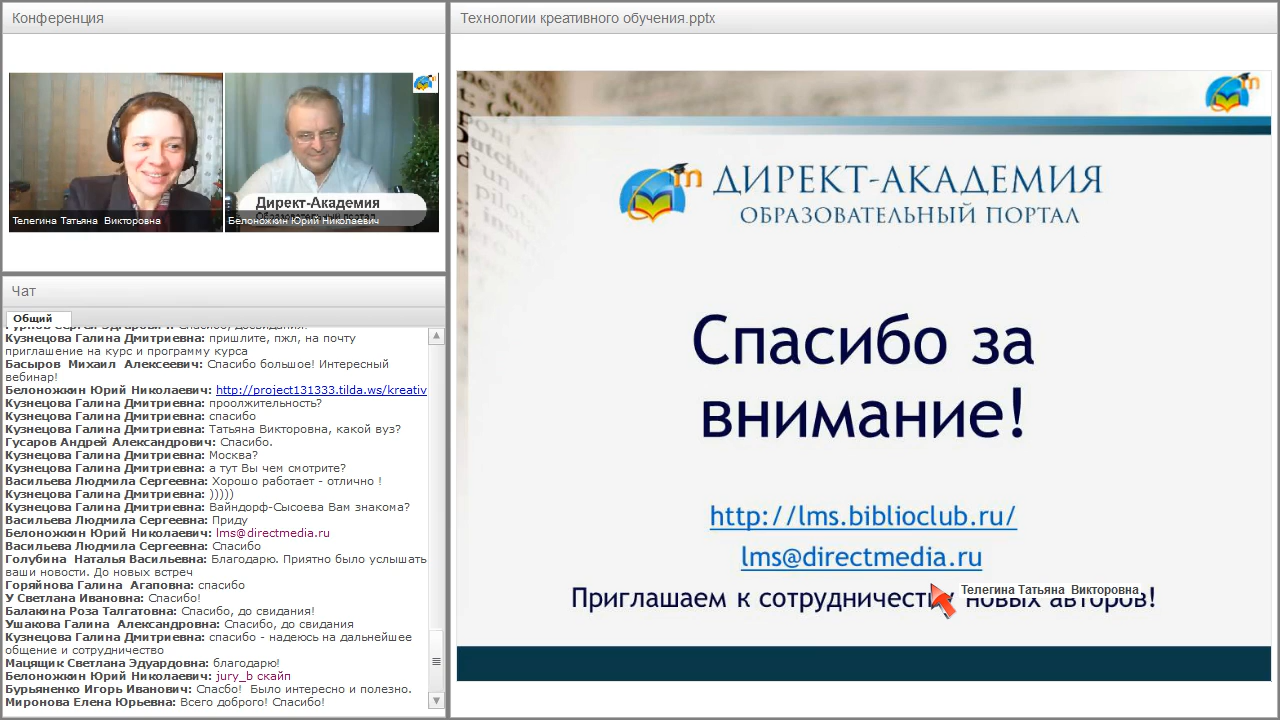 Конференция
Телегина Татьяна Викторовна
Директ-Академия
Белоножкин Юрий Николаевич
Чат
Общий
Кузнецова Галина Дмитриевна: пришлите, пжл, на почту
приглашение на курс и программу курса
Басыров Михаил Алексеевич: Спасибо большое! Интересный
вебинар!
Белоножкин Юрий Николаевич: http://project131333.tilda.ws/kreativ
Кузнецова Галина Дмитриевна: проолжительность?
Кузнецова Галина Дмитриевна: спасибо
Кузнецова Галина Дмитриевна: Татьяна Викторовна, какой вуз?
Гусаров Андрей Александрович: Спасибо.
Кузнецова Галина Дмитриевна: Москва?
Кузнецова Галина Дмитриевна: а тут Вы чем смотрите?
Васильева Людмила Сергеевна: Хорошо работает - отлично !
Кузнецова Галина Дмитриевна: )))))
Кузнецова Галина Дмитриевна: Вайндорф-Сысоева Вам знакома?
Васильева Людмила Сергеевна: Приду
Белоножкин Юрий Николаевич: lms@directmedia.ru
Васильева Людмила Сергеевна: Спасибо
Голубина Наталья Васильевна: Благодарю. Приятно было услышать
ваши новости. До новых встреч
Горяйнова Галина Агаповна: спасибо
У Светлана Ивановна: Спасибо!
Балакина Роза Талгатовна: Спасибо, до свидания!
Ушакова Галина Александровна: Спасибо, до свидания
Кузнецова Галина Дмитриевна: спасибо - надеюсь на дальнейшее
общение и сотрудничество
Мацящик Светлана Эдуардовна: благодарю!
Белоножкин Юрий Николаевич: jury_b скайп
Бурьяненко Игорь Иванович: Спасбо! Было интересно и полезно.
Миронова Елена Юрьевна: Всего доброго! Спасибо!
Технологии креативного обучения.pptx
ДИРЕКТ-АКАДЕМИЯ
ОБРАЗОВАТЕЛЬНЫЙ ПОРТАЛ
Спасибо за
внимание!
http://lms.biblioclub.ru/
lms@directmedia.ru
Телегина Татьяна Викторовна
Приглашаем к сотрудничеству новых авторов!